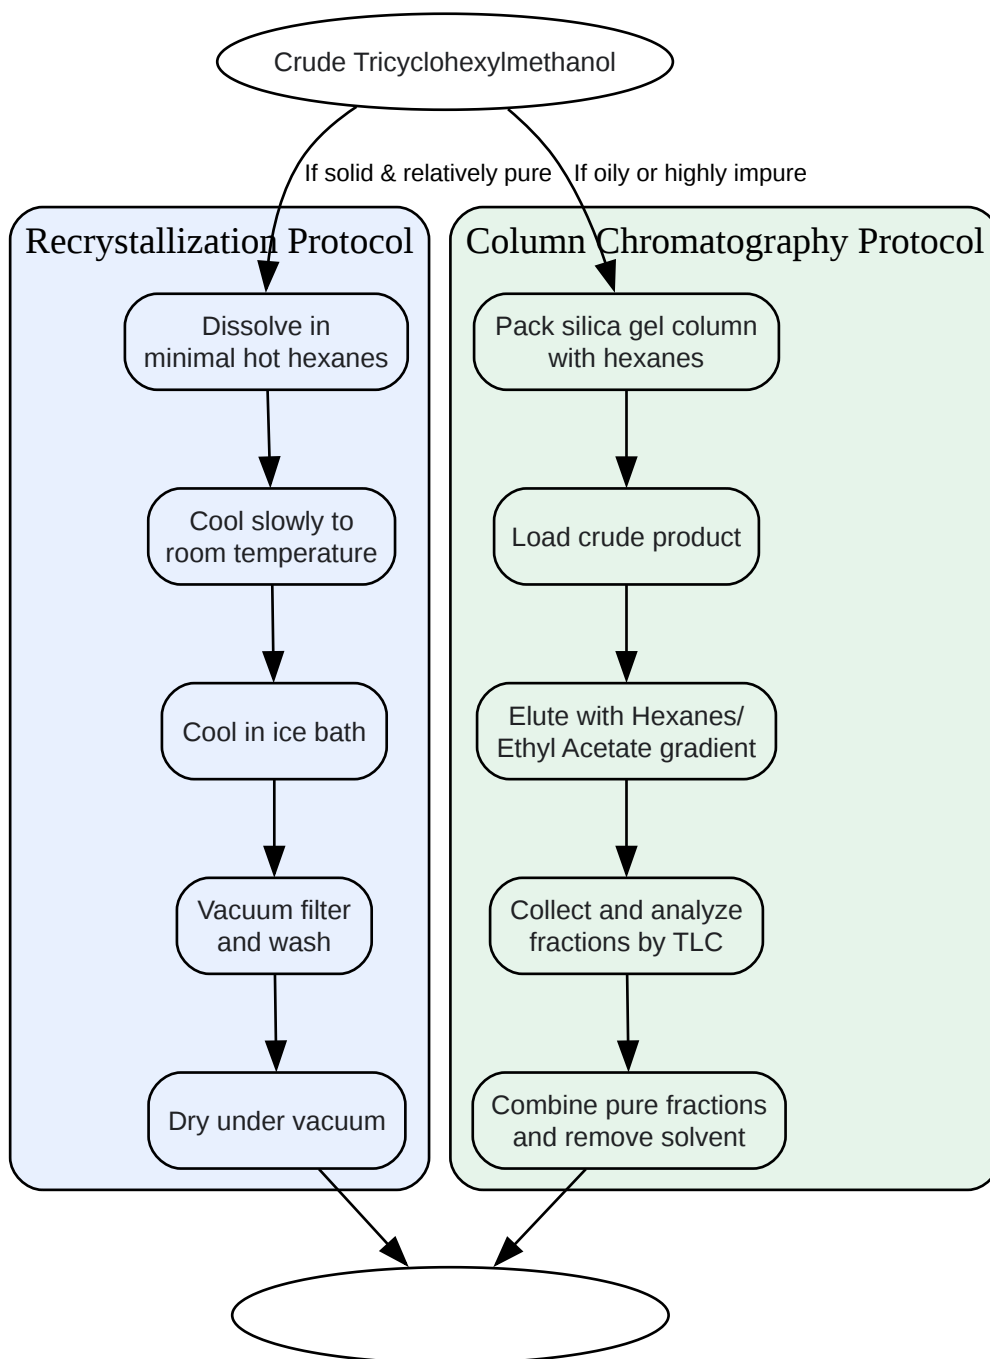 Crude Tricyclohexylmethanol
If solid & relatively pure
If oily or highly impure
Recrystallization Protocol
Dissolve in
minimal hot hexanes
Cool slowly to
room temperature
Cool in ice bath
Vacuum filter
and wash
Dry under vacuum
Column Chromatography Protocol
Pack silica gel column
with hexanes
Load crude product
Elute with Hexanes/
Ethyl Acetate gradient
Collect and analyze
fractions by TLC
Combine pure fractions
and remove solvent